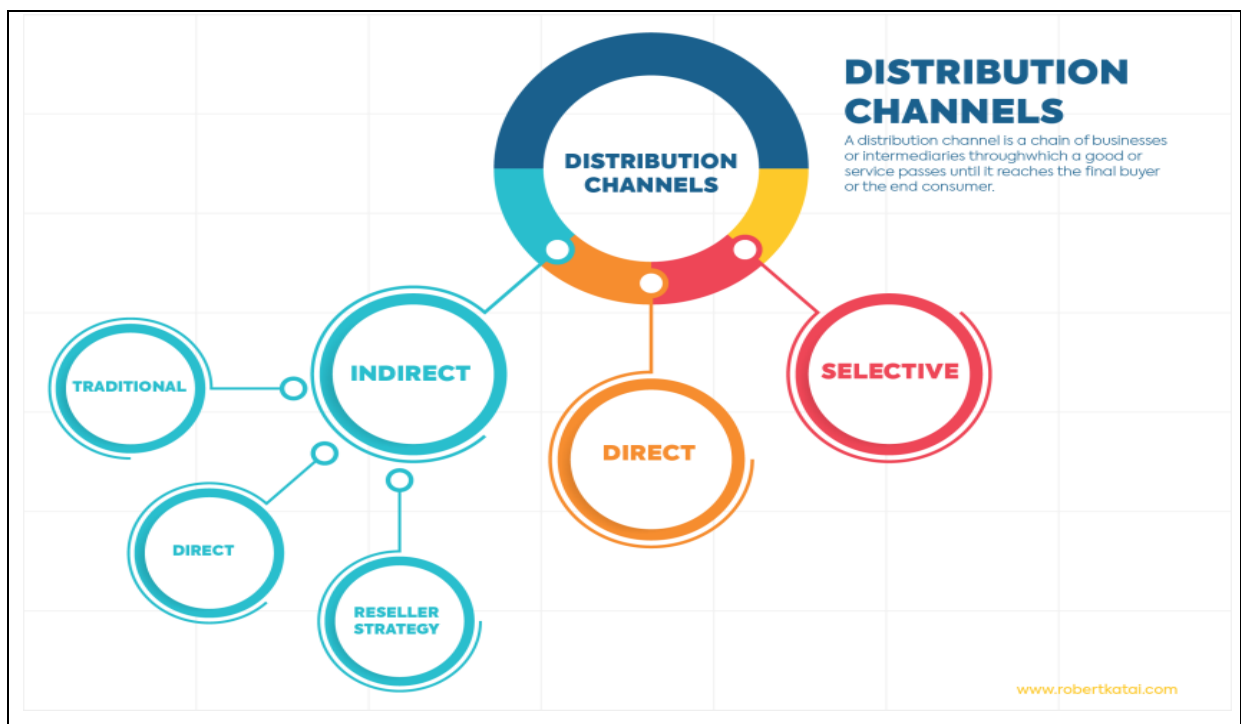 DISTRIBUTION
CHANNELS
A distribution channel is a chain of businesses
or intermediaries throughwhich a good or
service passes until it reaches the final buyer
or the end consumer.
DISTRIBUTION
CHANNELS
INDIRECT
SELECTIVE
TRADITIONAL
DIRECT
DIRECT
RESELLER
STRATEGY
www.robertkatai.com